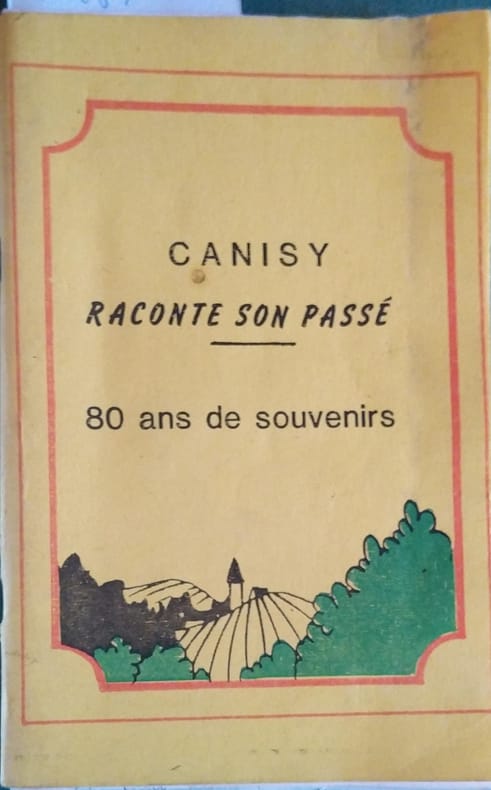 CANISY
RACONTE SON PASSÉ
80 ans de souvenirs